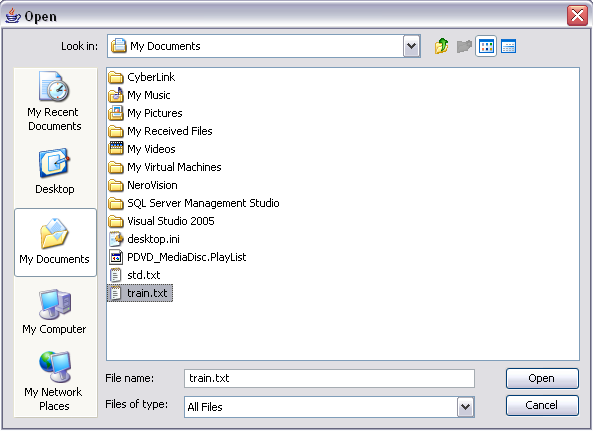 Open
Look in:
My Documents
My Recent
Documents
Desktop
My Documents
My Computer
My Network
Places
CyberLink
My Music
My Pictures
My Received Files
My Videos
My Virtual Machines
NeroVision
SQL Server Management Studio
Visual Studio 2005
desktop.ini
PDVD_MediaDisc.PlayList
std.txt
train.txt
File name:
train.txt
Open
Files of type:
All Files
Cancel